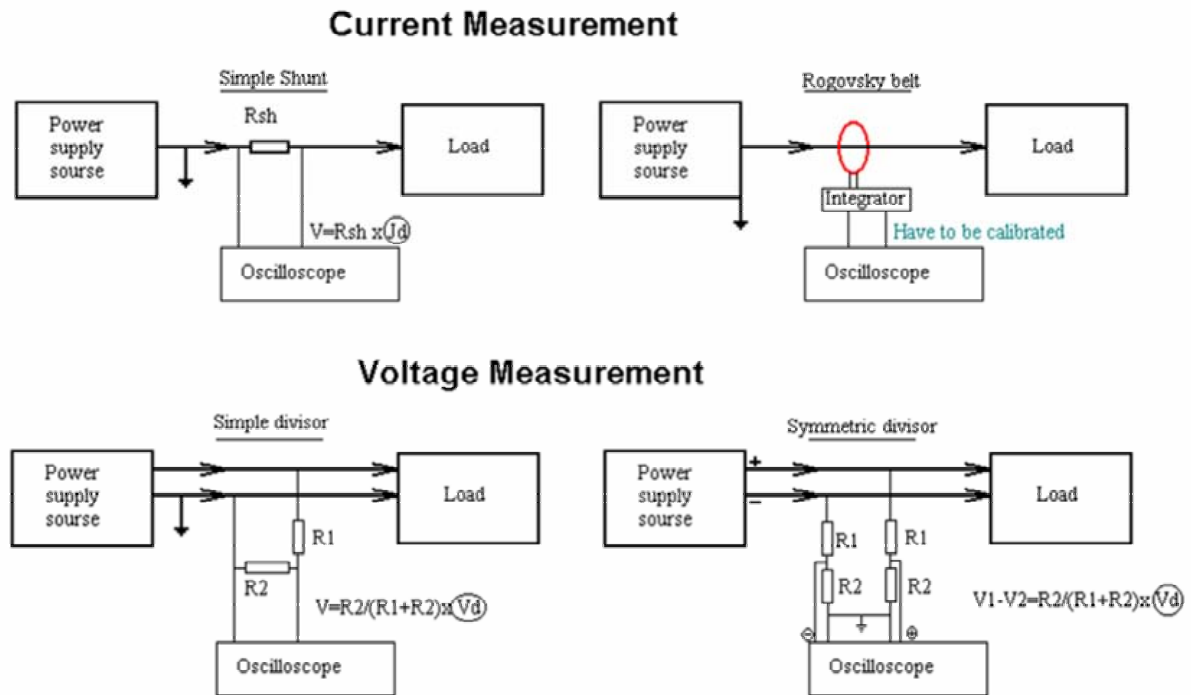 Current Measurement
Simple Shunt
Rogovsky belt
Power
supply
sourse
Rsh
Load
V=Rsh x Jd
Oscilloscope
Power
supply
sourse
Load
Integrator
Have to be calibrated
Oscilloscope
Voltage Measurement
Simple divisor
Symmetric divisor
Power
supply
sourse
Load
R1
R2
V=R2/(R1+R2)x Vd
Oscilloscope
Power
supply
sourse
+
−
Load
R1
R1
R2
R2
V1-V2=R2/(R1+R2)x Vd
⊖
⊕
Oscilloscope